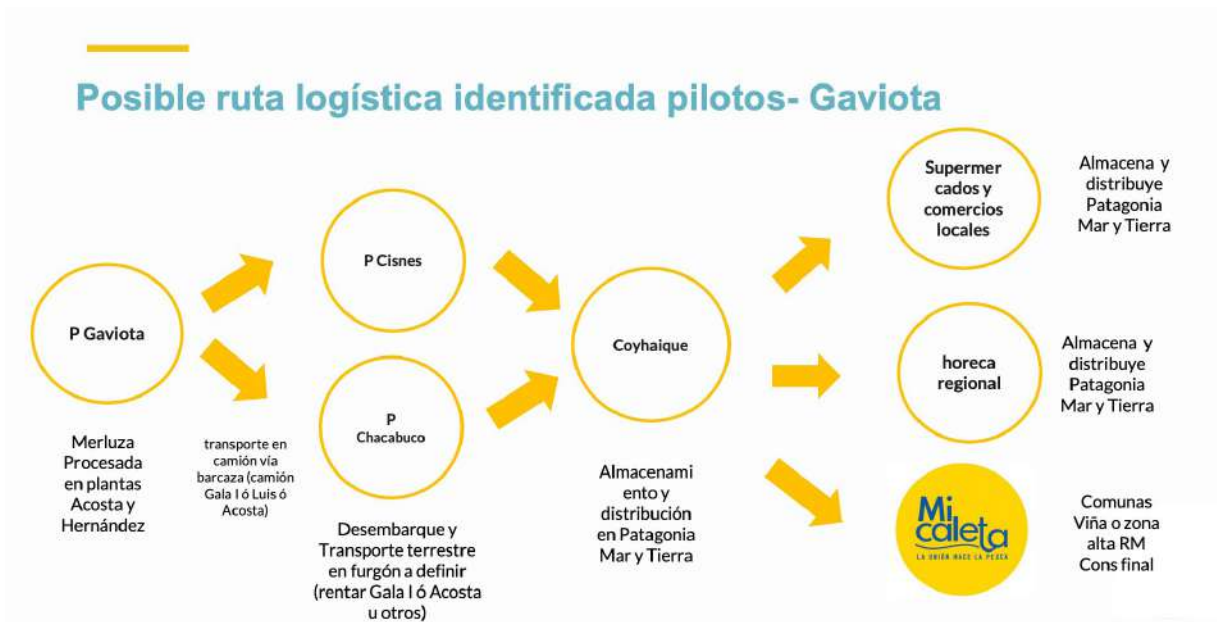 Posible ruta logística identificada pilotos- Gaviota
P Gaviota
Merluza
Procesada
en plantas
Acosta y
Hernández
transporte en
camión vía
barcaza (camión
Gala I ó Luis ó
Acosta)
P Cisnes
P
Chacabuco
Desembarque y
Transporte terrestre
en furgón a definir
(rentar Gala I ó Acosta
u otros)
Coyhaique
Almacenami
ento y
distribución
en Patagonia
Mar y Tierra
Supermer
cados y
comercios
locales
Almacena y
distribuye
Patagonia
Mar y Tierra
horeca
regional
Almacena y
distribuye
Patagonia
Mar y Tierra
Mi
caleta
LA UNIÓN HACE LA PESCA
Comunas
Viña o zona
alta RM
Cons final